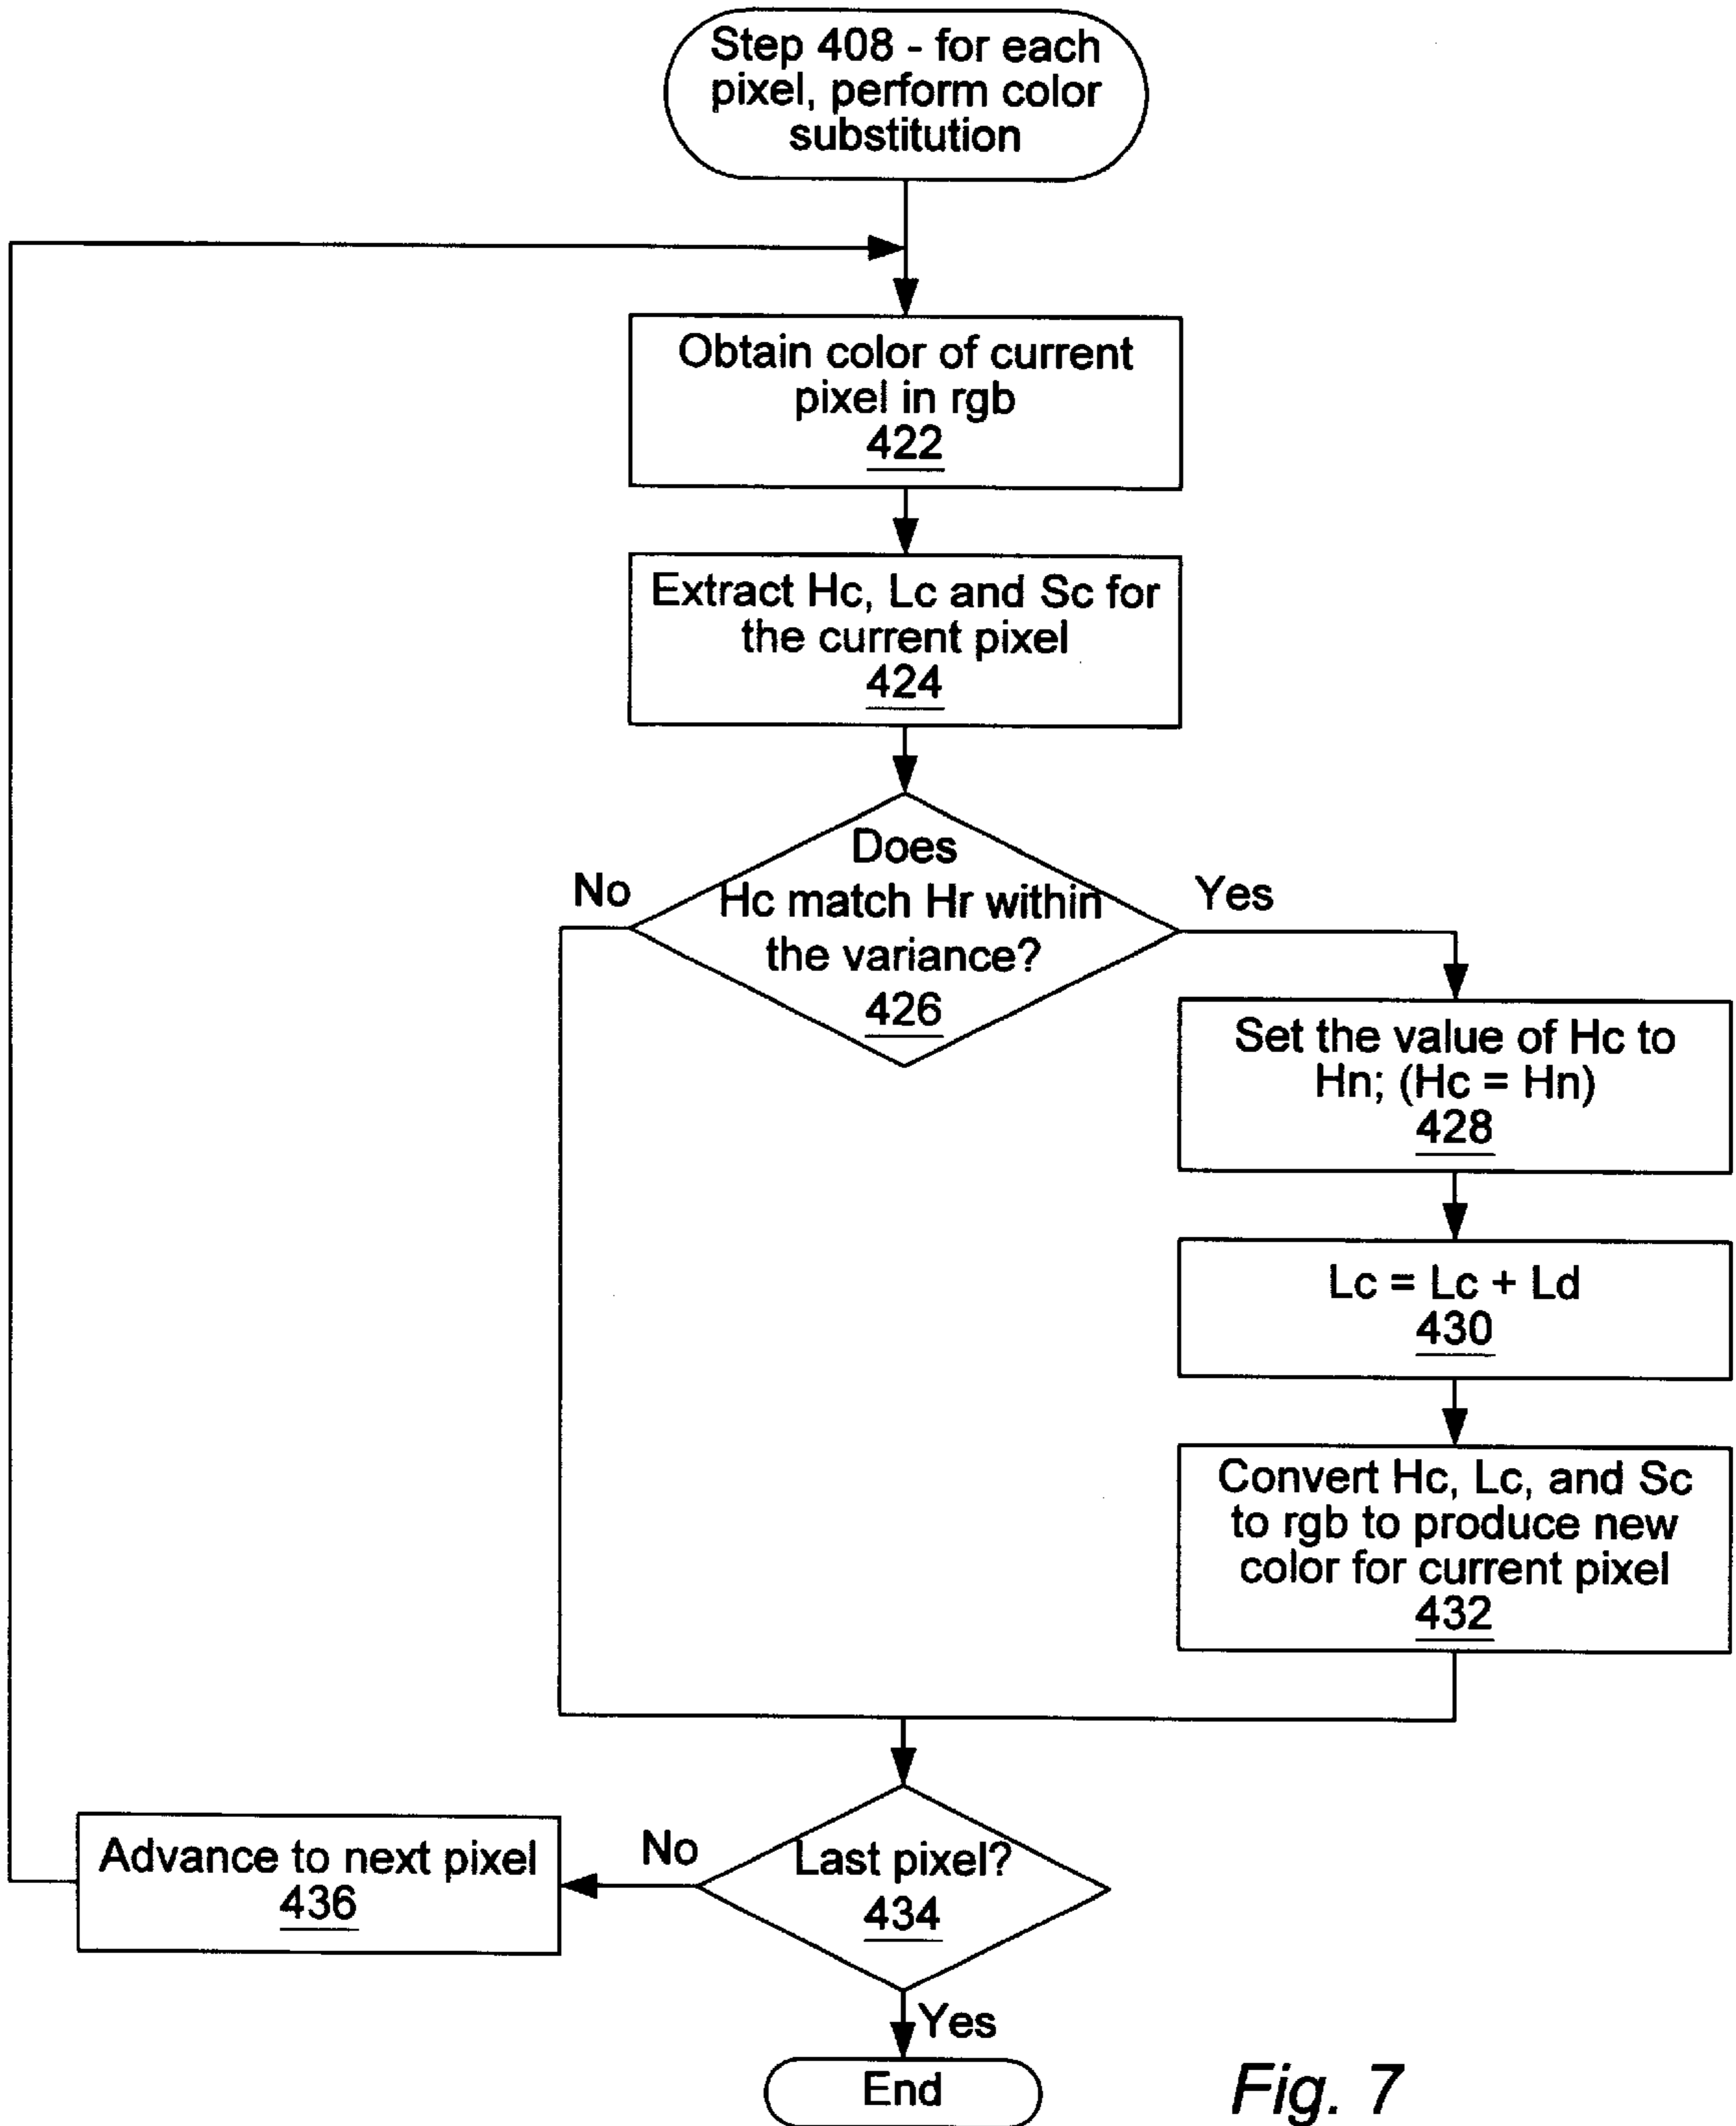 Step 408 - for each
pixel, perform color
substitution
Obtain color of current
pixel in rgb
422
Extract Hc, Lc and Sc for
the current pixel
424
Does
Hc match Hr within
the variance?
426
No
Yes
Set the value of Hc to
Hn; (Hc = Hn)
428
Lc = Lc + Ld
430
Convert Hc, Lc, and Sc
to rgb to produce new
color for current pixel
432
Last pixel?
434
No
Advance to next pixel
436
Yes
End
Fig. 7